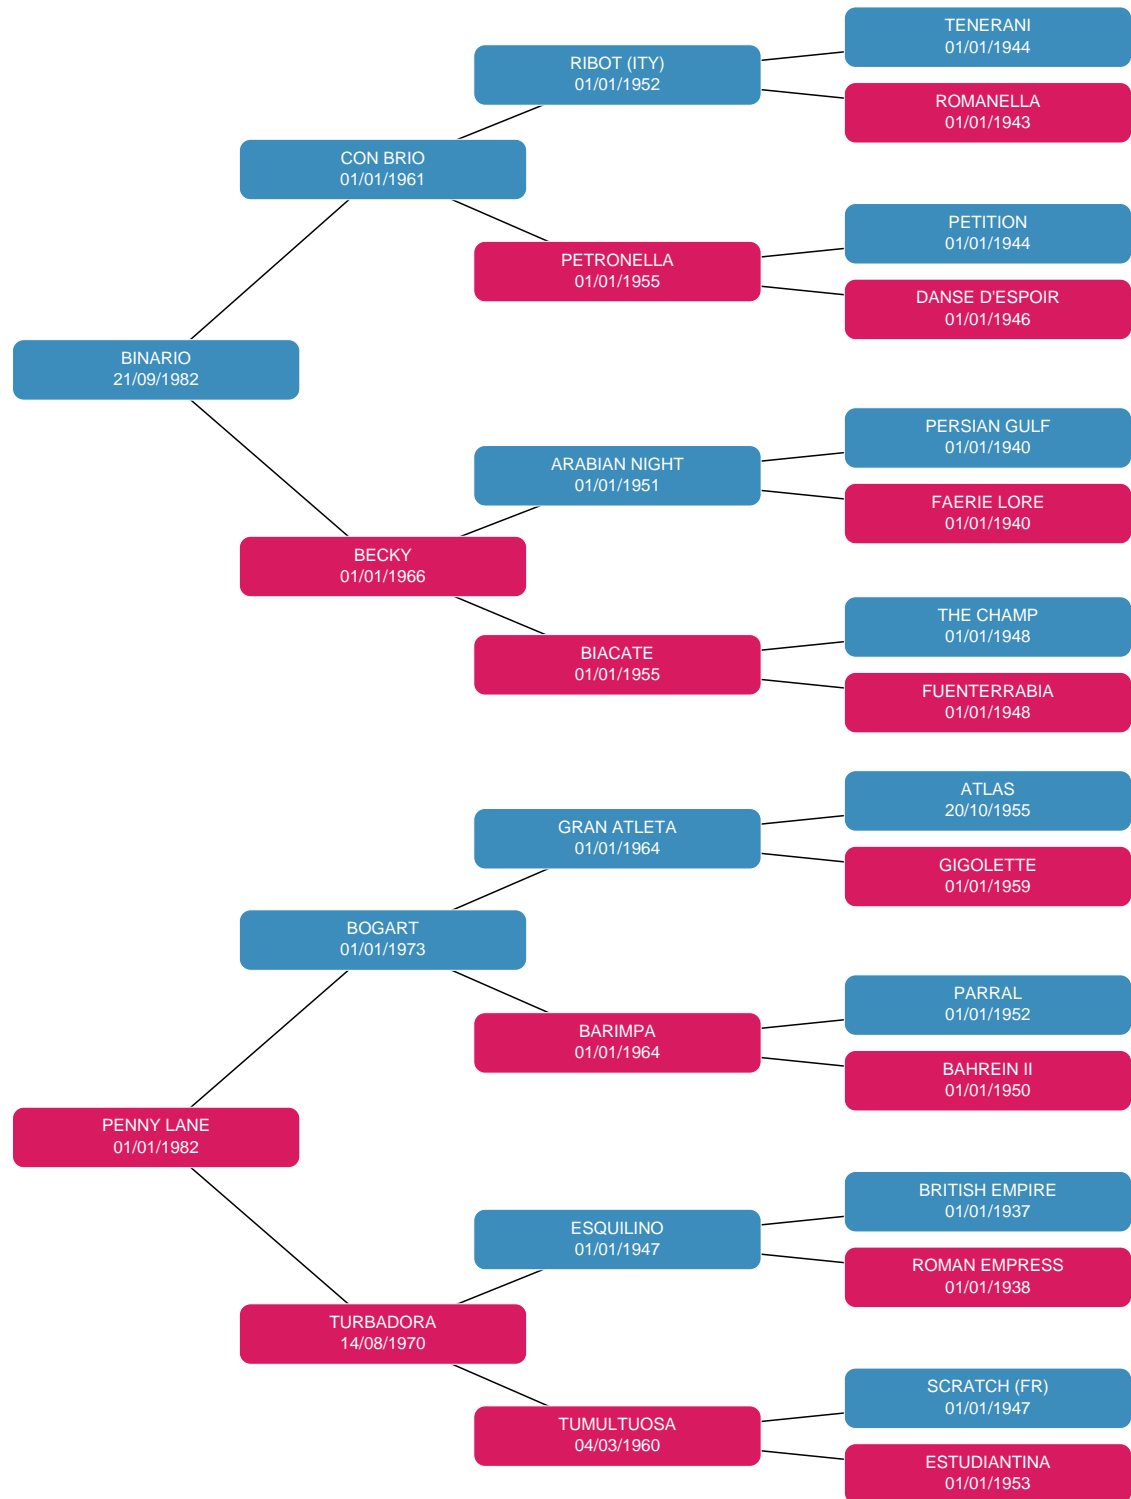 TENERANI
01/01/1944
RIBOT (ITY)
01/01/1952
ROMANELLA
01/01/1943
CON BRIO
01/01/1961
PETITION
01/01/1944
PETRONELLA
01/01/1955
DANSE D'ESPOIR
01/01/1946
BINARIO
21/09/1982
PERSIAN GULF
01/01/1940
ARABIAN NIGHT
01/01/1951
FAERIE LORE
01/01/1940
BECKY
01/01/1966
THE CHAMP
01/01/1948
BIACATE
01/01/1955
FUENTERRABIA
01/01/1948
ATLAS
20/10/1955
GRAN ATLETA
01/01/1964
GIGOLETTE
01/01/1959
BOGART
01/01/1973
PARRAL
01/01/1952
BARIMPA
01/01/1964
BAHREIN II
01/01/1950
PENNY LANE
01/01/1982
BRITISH EMPIRE
01/01/1937
ESQUILINO
01/01/1947
ROMAN EMPRESS
01/01/1938
TURBADORA
14/08/1970
SCRATCH (FR)
01/01/1947
TUMULTUOSA
04/03/1960
ESTUDIANTINA
01/01/1953